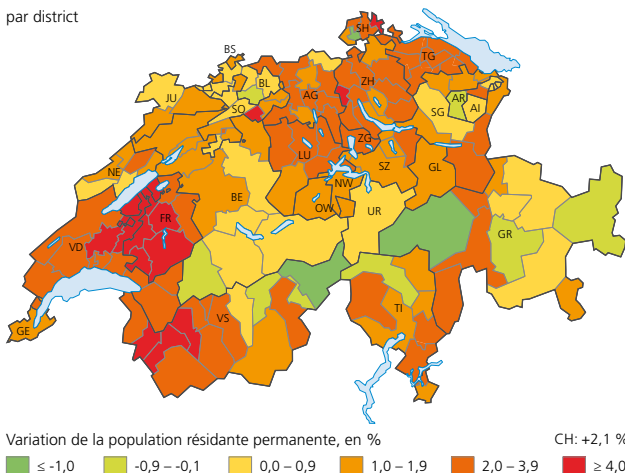 par district
SH
BS
TG
BL
ZH
JU
AG
AR
SO
SG
AI
ZG
LU
NE
SZ
GL
NW
BE
OW
UR
FR
GR
VD
TI
VS
GE
Variation de la population résidante permanente, en %
CH: +2,1 %
≤ -1,0
-0,9 – -0,1
0,0 – 0,9
1,0 – 1,9
2,0 – 3,9
≥ 4,0